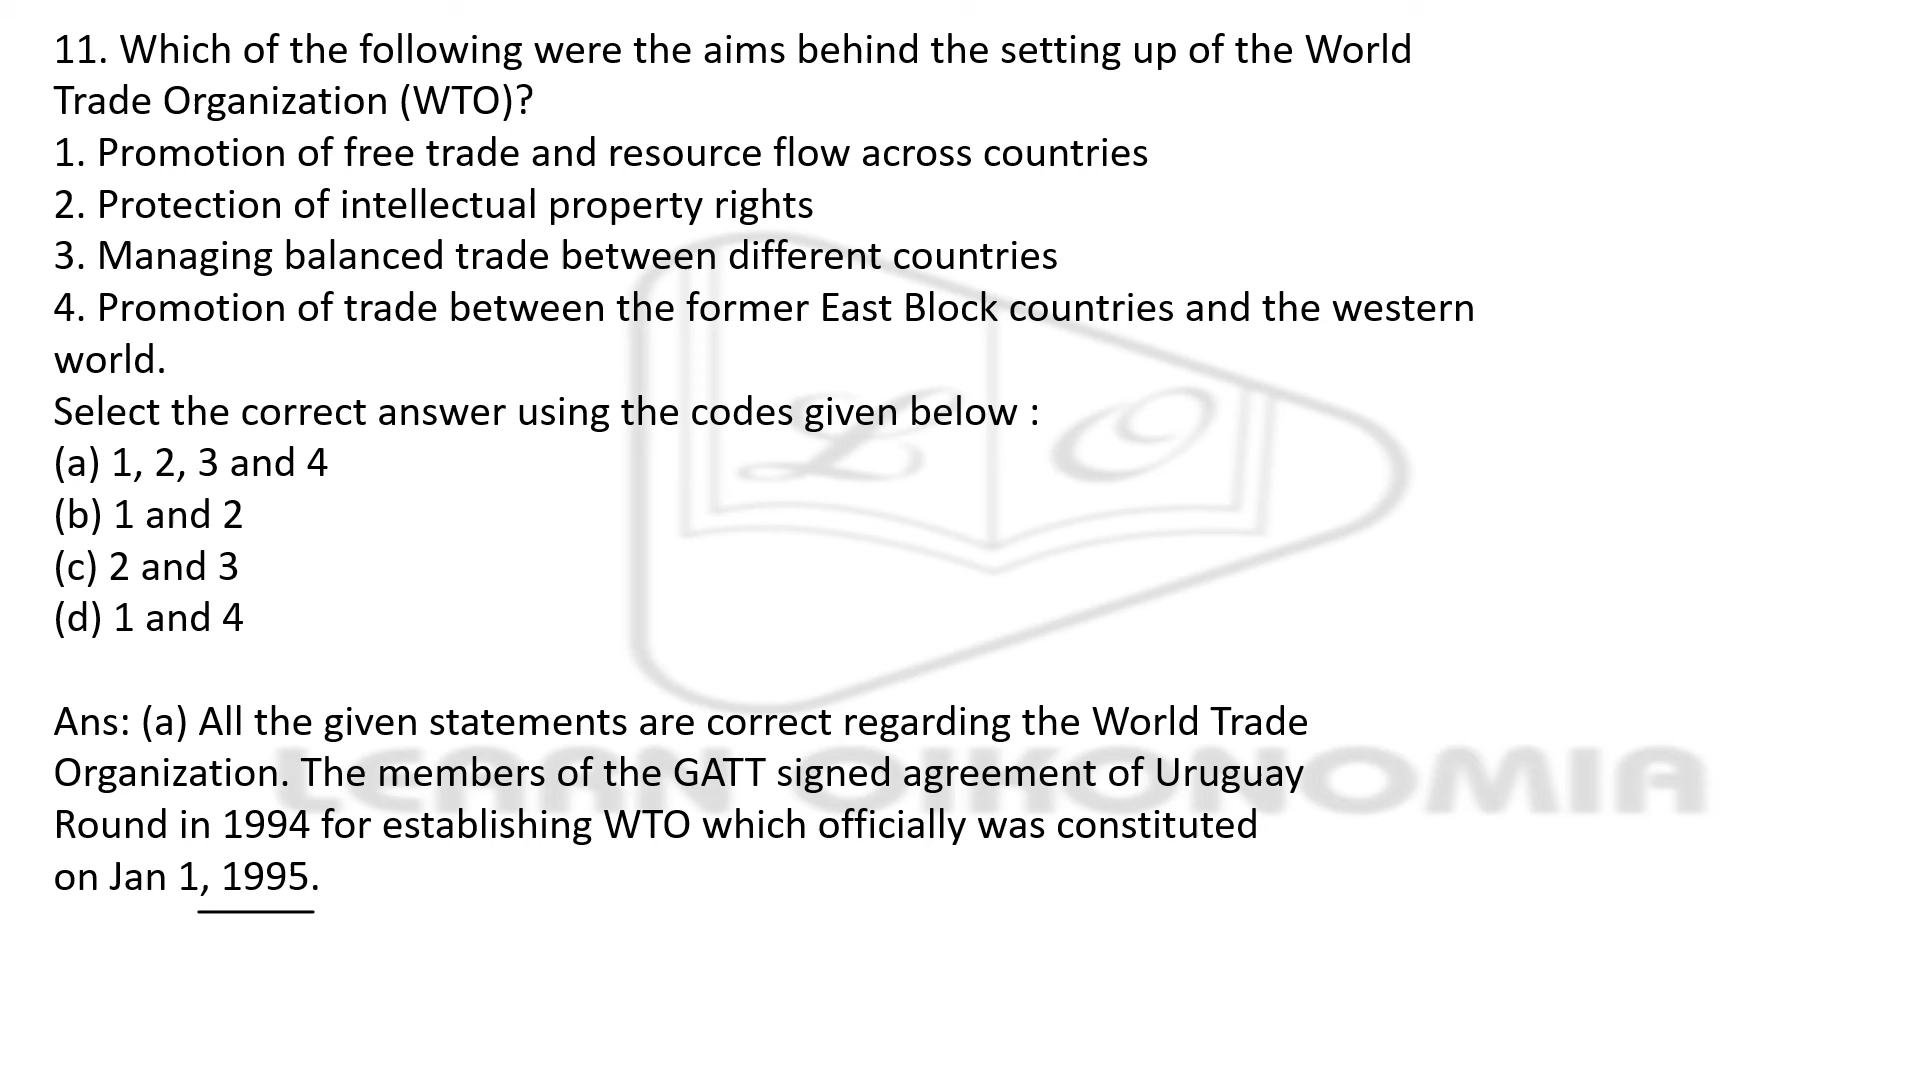 11. Which of the following were the aims behind the setting up of the World
Trade Organization (WTO)?
1. Promotion of free trade and resource flow across countries
2. Protection of intellectual property rights
3. Managing balanced trade between different countries
4. Promotion of trade between the former East Block countries and the western
world.
Select the correct answer using the codes given below :
(a) 1, 2, 3 and 4
(b) 1 and 2
(c) 2 and 3
(d) 1 and 4
LO
Ans: (a) All the given statements are correct regarding the World Trade
LEARN OIKONOMIA
Organization. The members of the GATT signed agreement of Uruguay
Round in 1994 for establishing WTO which officially was constituted
on Jan 1, 1995.